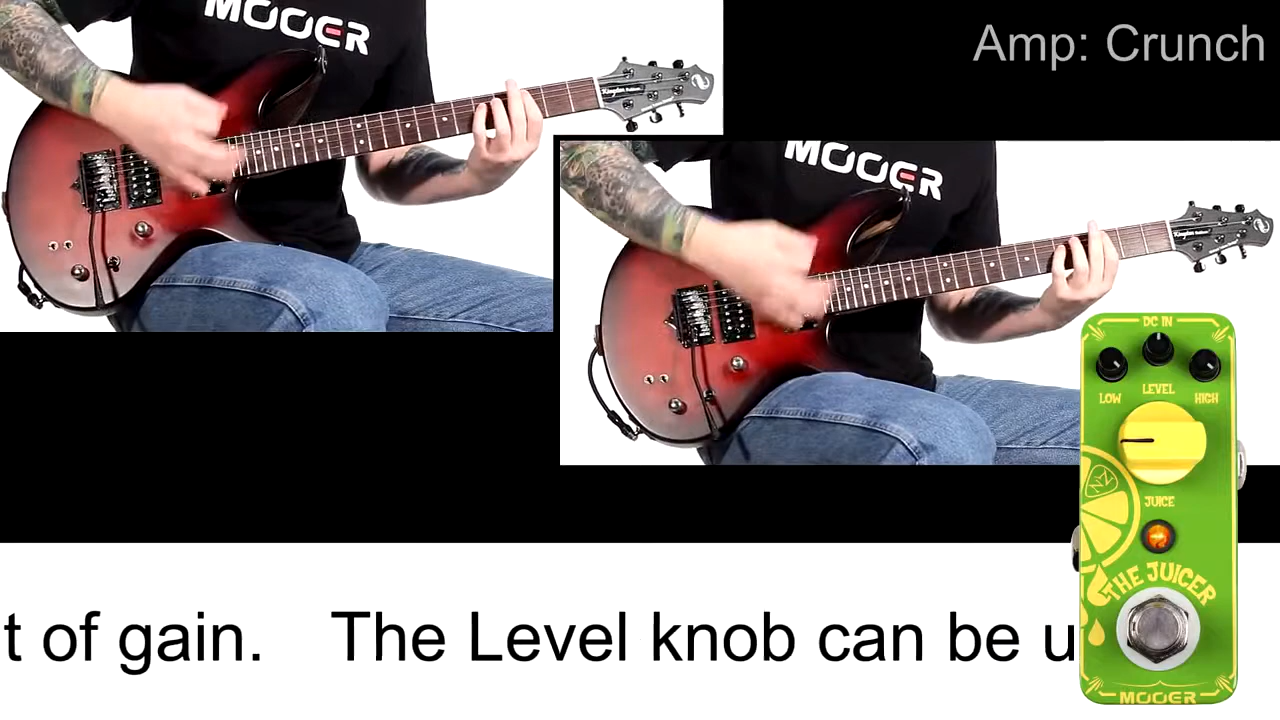 MOOER
Amp: Crunch
MOOER
DC IN
LOW LEVEL HIGH
NZ
JUICE
THE JUICER
MOOER
t of gain. The Level knob can be u